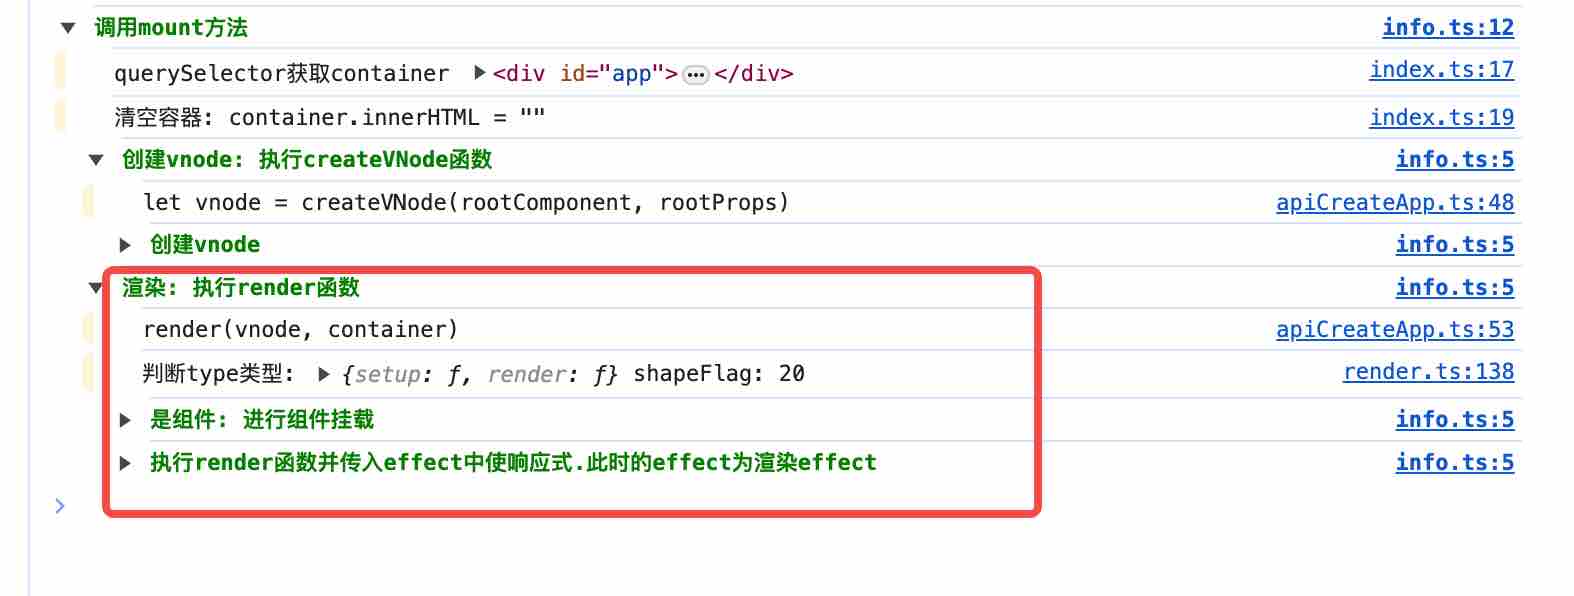 ▼ 调用mount方法 info.ts:12
querySelector获取container ▶<div id="app">…</div> index.ts:17
清空容器: container.innerHTML = "" index.ts:19
▼ 创建vnode: 执行createVNode函数 info.ts:5
let vnode = createVNode(rootComponent, rootProps) apiCreateApp.ts:48
▶ 创建vnode info.ts:5
▼ 渲染: 执行render函数 info.ts:5
render(vnode, container) apiCreateApp.ts:53
判断type类型: ▶ {setup: ƒ, render: ƒ} shapeFlag: 20 render.ts:138
▶ 是组件: 进行组件挂载 info.ts:5
▶ 执行render函数并传入effect中使响应式.此时的effect为渲染effect info.ts:5
>